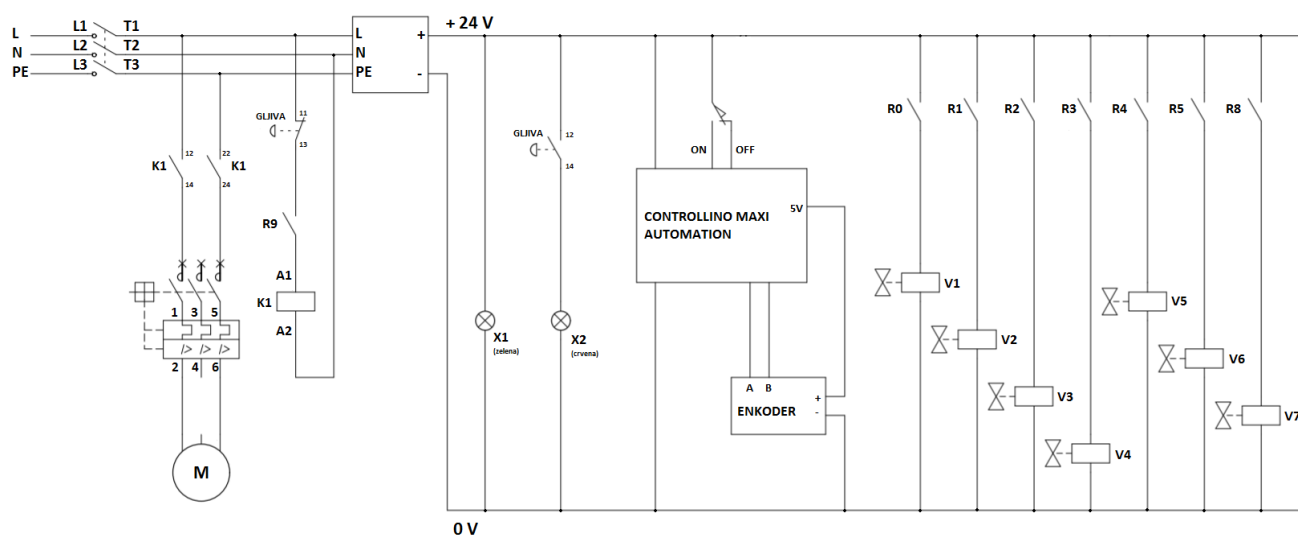 + 24 V
L L1 T1 L +
N L2 T2 N
PE L3 T3 PE -
GLJIVA 11
13
GLJIVA 12
14
ON OFF
R0 R1 R2 R3 R4 R5 R8
K1 12 22 K1
14 24
R9
CONTROLLINO MAXI
AUTOMATION
5V
A1
K1
A2
1 3 5
I> I> I>
2 4 6
X1
(zelena)
X2
(crvena)
V1
V2
V3
V4
V5
V6
V7
A B
ENKODER
+
-
M
0 V